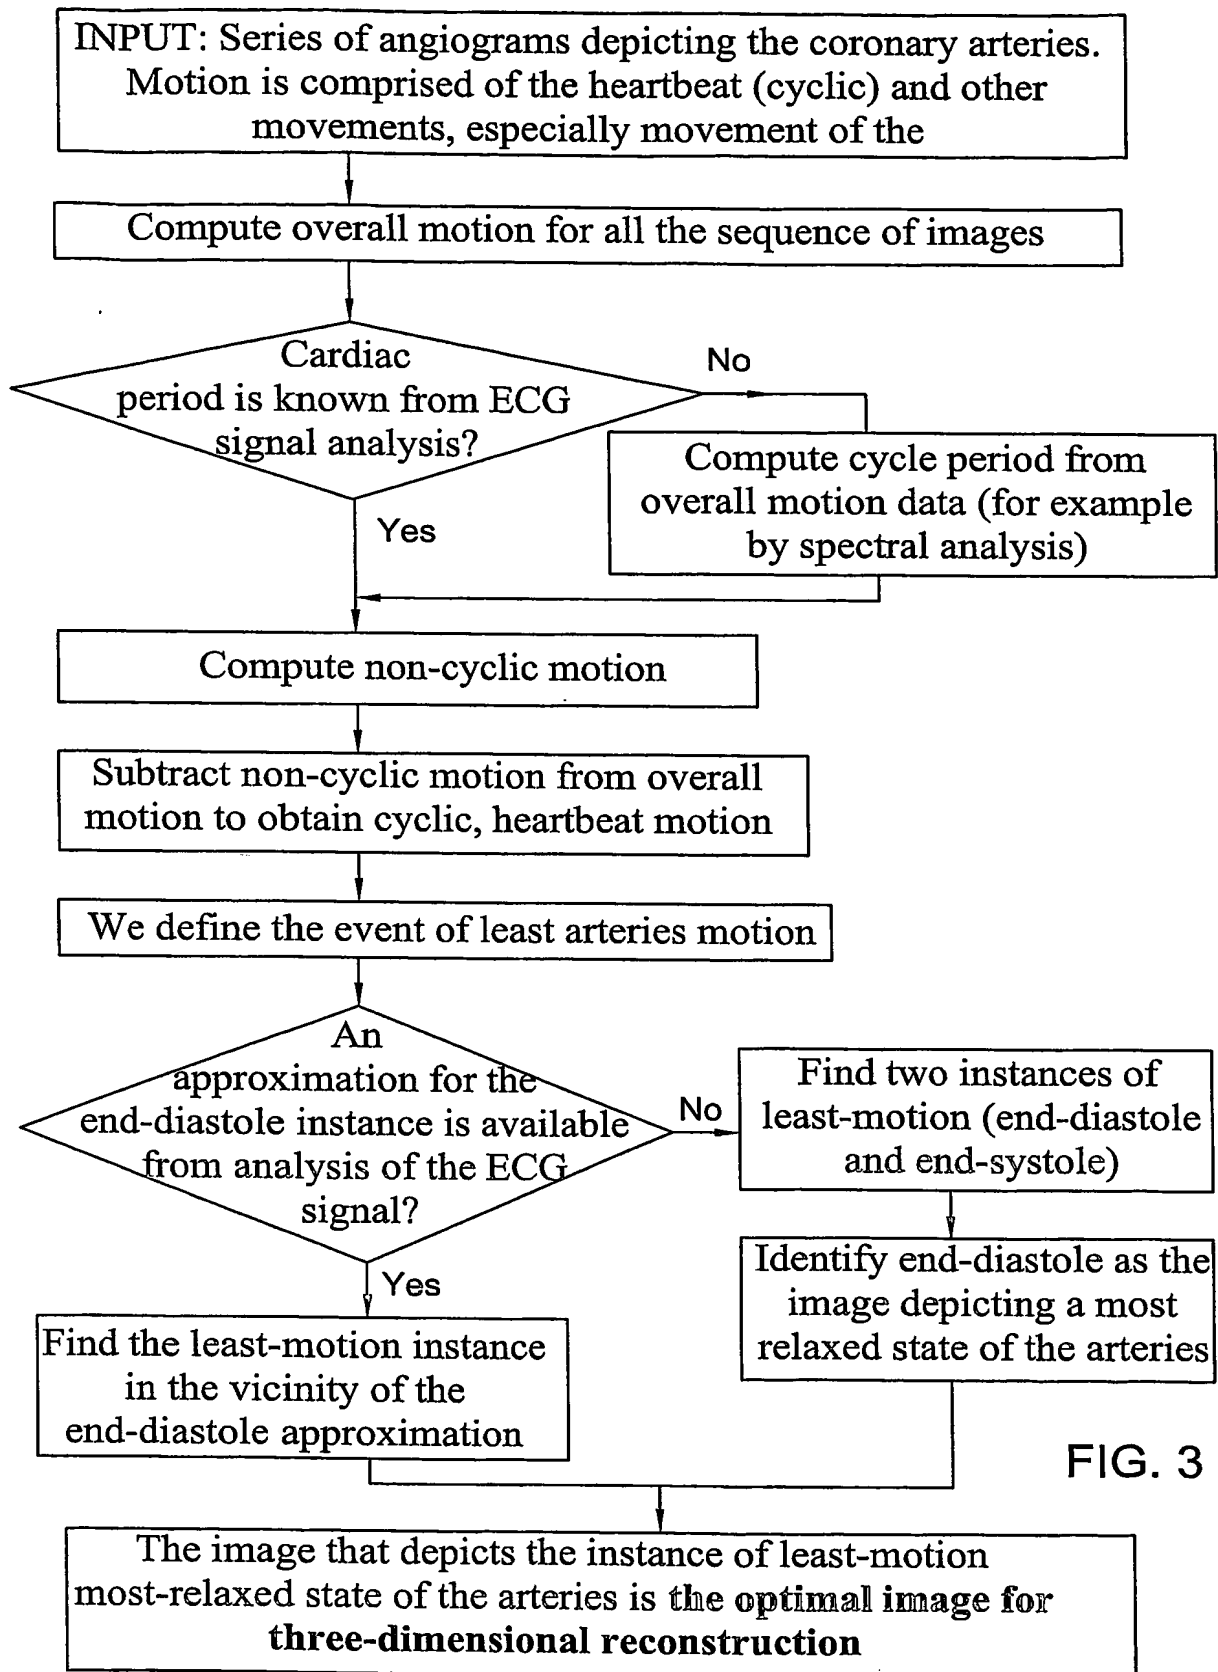 INPUT: Series of angiograms depicting the coronary arteries.
Motion is comprised of the heartbeat (cyclic) and other
movements, especially movement of the
Compute overall motion for all the sequence of images
Cardiac
period is known from ECG
signal analysis?
No
Compute cycle period from
overall motion data (for example
by spectral analysis)
Yes
Compute non-cyclic motion
Subtract non-cyclic motion from overall
motion to obtain cyclic, heartbeat motion
We define the event of least arteries motion
An
approximation for the
end-diastole instance is available
from analysis of the ECG
signal?
No
Find two instances of
least-motion (end-diastole
and end-systole)
Identify end-diastole as the
image depicting a most
relaxed state of the arteries
Yes
Find the least-motion instance
in the vicinity of the
end-diastole approximation
FIG. 3
The image that depicts the instance of least-motion
most-relaxed state of the arteries is the optimal image for
three-dimensional reconstruction